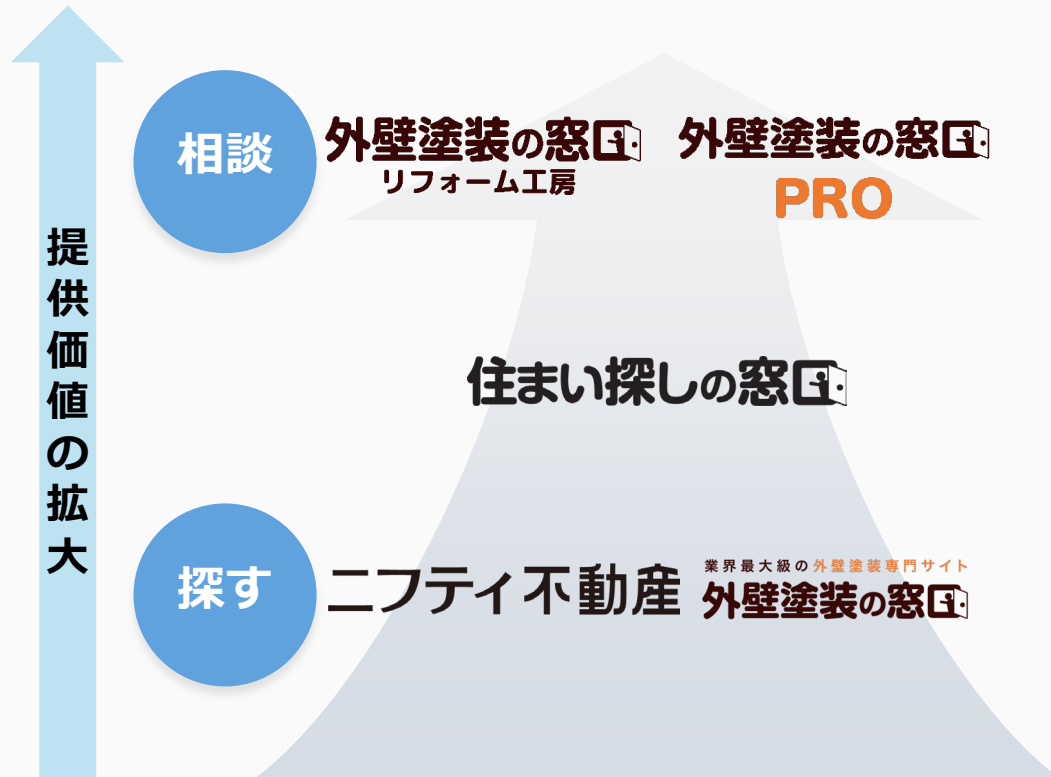 提供価値の拡大
相談
外壁塗装の窓口
リフォーム工房
外壁塗装の窓口
PRO
住まい探しの窓口
探す
ニフティ不動産
業界最大級の外壁塗装専門サイト
外壁塗装の窓口